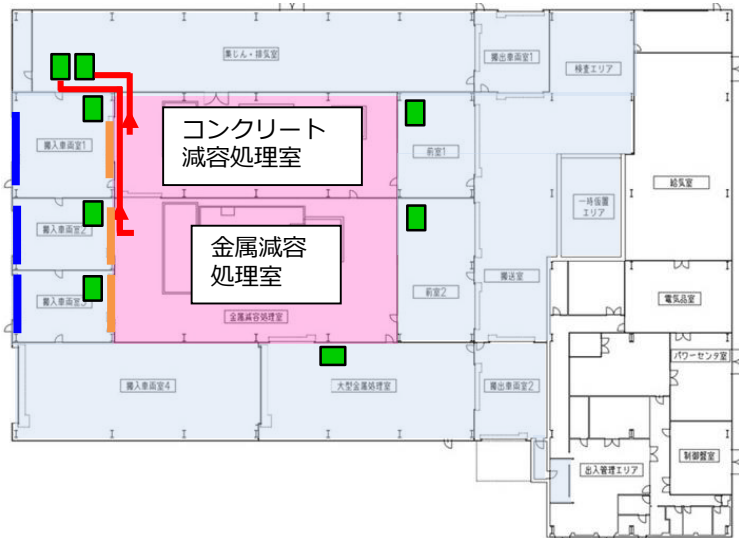 集じん・排気室
搬出車両室1
検査エリア
コンクリート
減容処理室
搬入車両室1
前室1
給気室
一時仮置
エリア
搬入車両室2
金属減容
処理室
搬送室
前室2
電気品室
搬入車両室3
金属減容処理室
パワーセンタ室
搬入車両室4
大型金属処理室
搬出車両室2
制御盤室
出入管理エリア